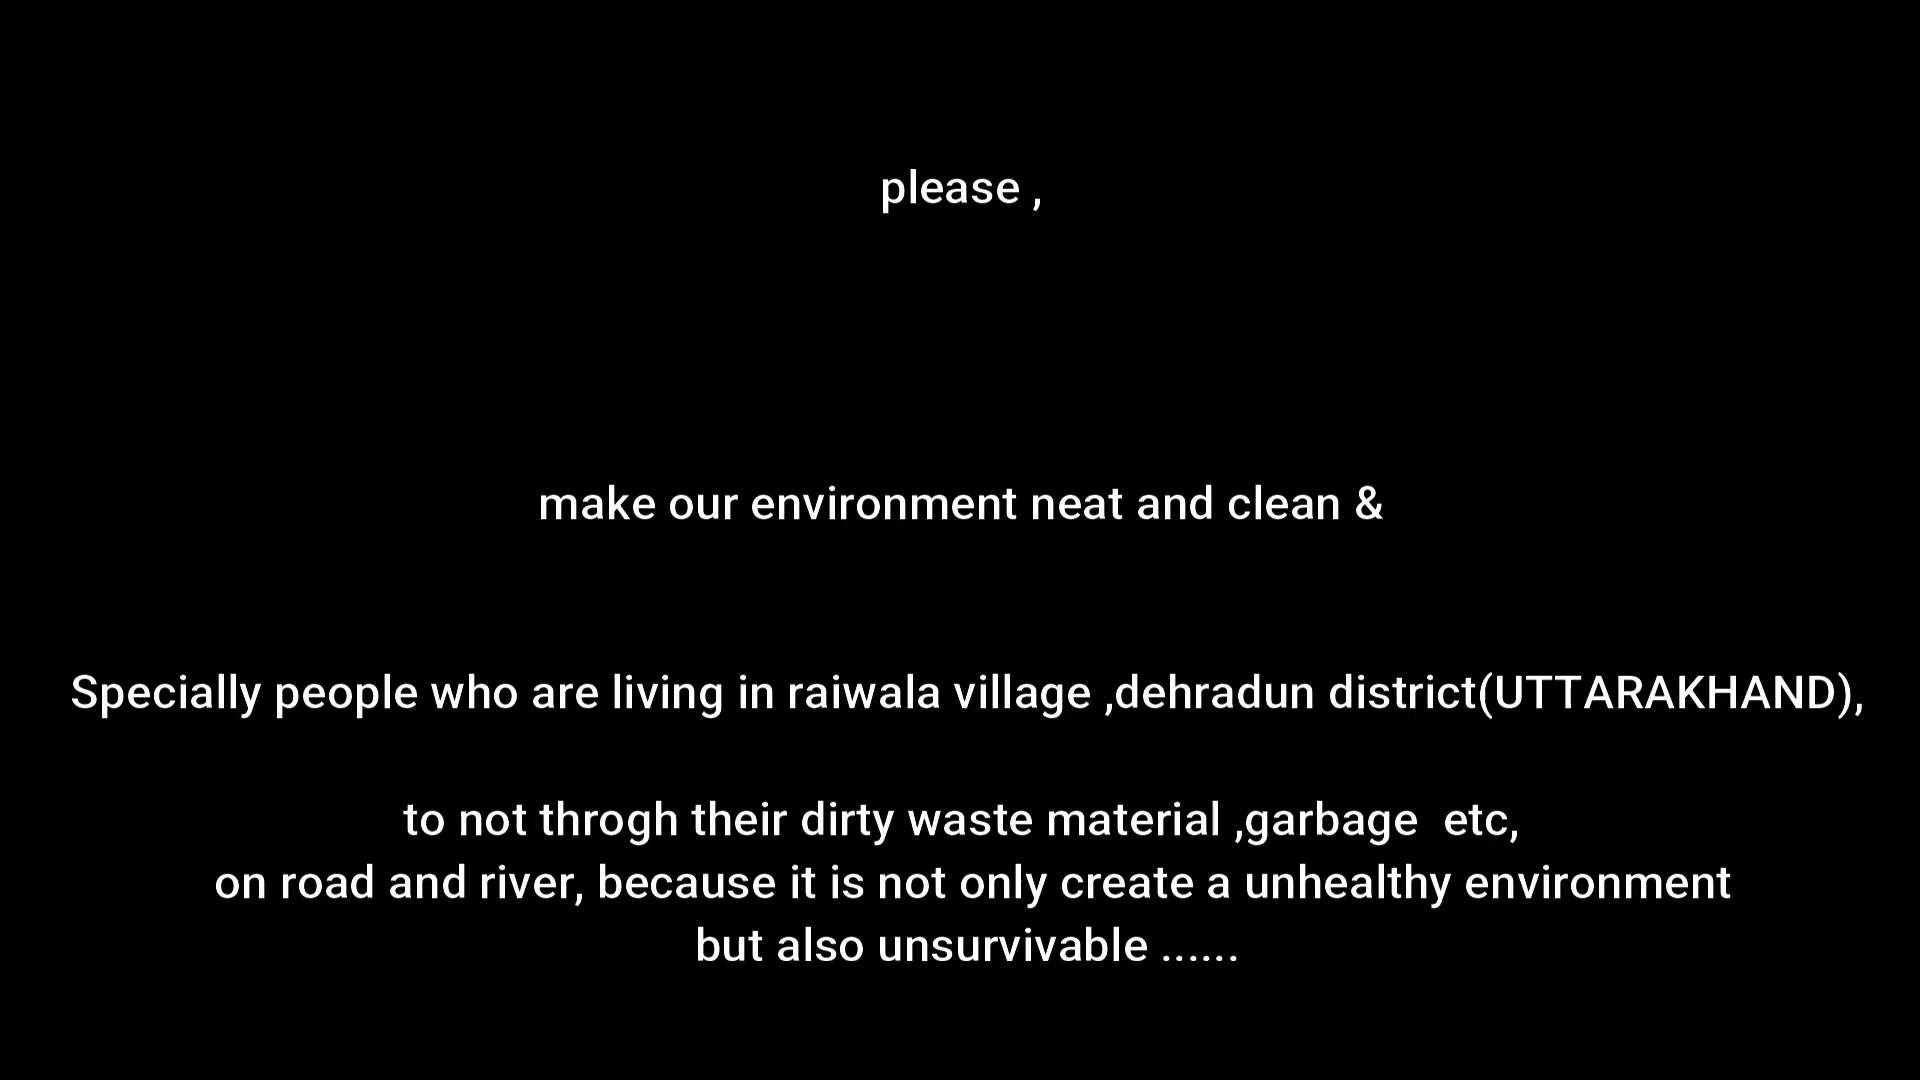 please ,
make our environment neat and clean &
Specially people who are living in raiwala village ,dehradun district(UTTARAKHAND),
to not throgh their dirty waste material ,garbage  etc,
on road and river, because it is not only create a unhealthy environment
but also unsurvivable ......